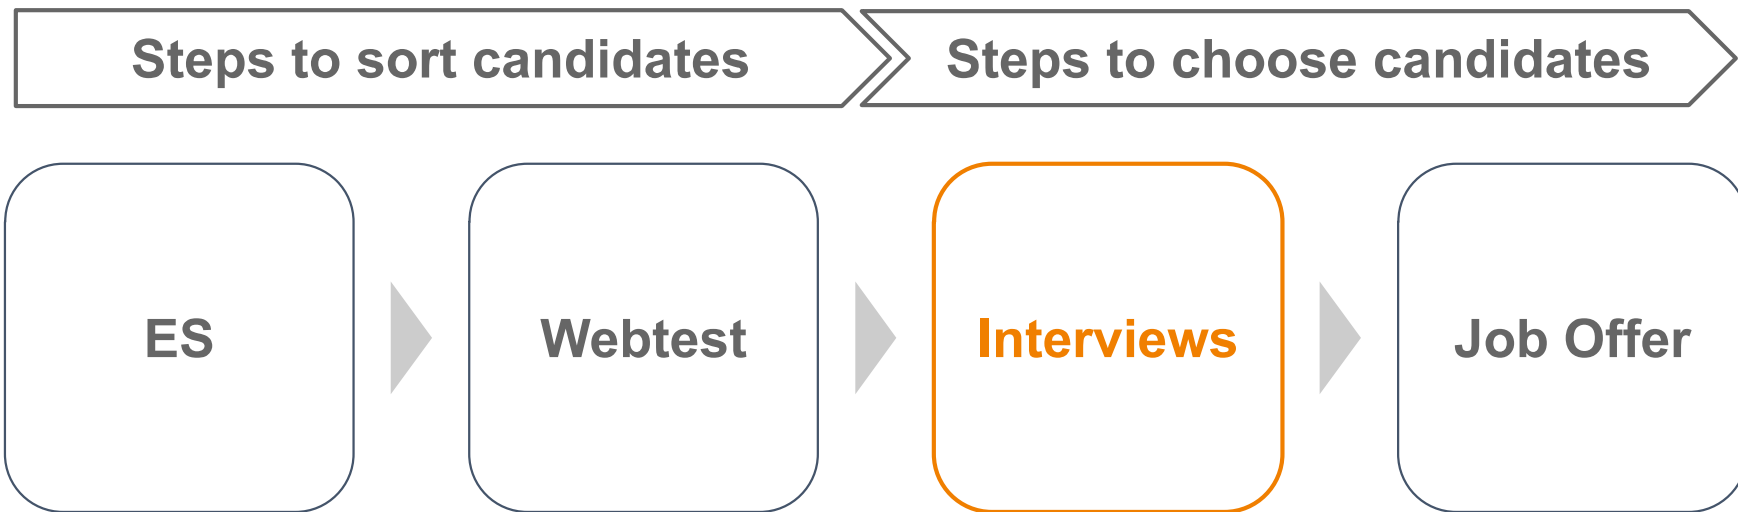 Steps to sort candidates
Steps to choose candidates
ES
Webtest
Interviews
Job Offer